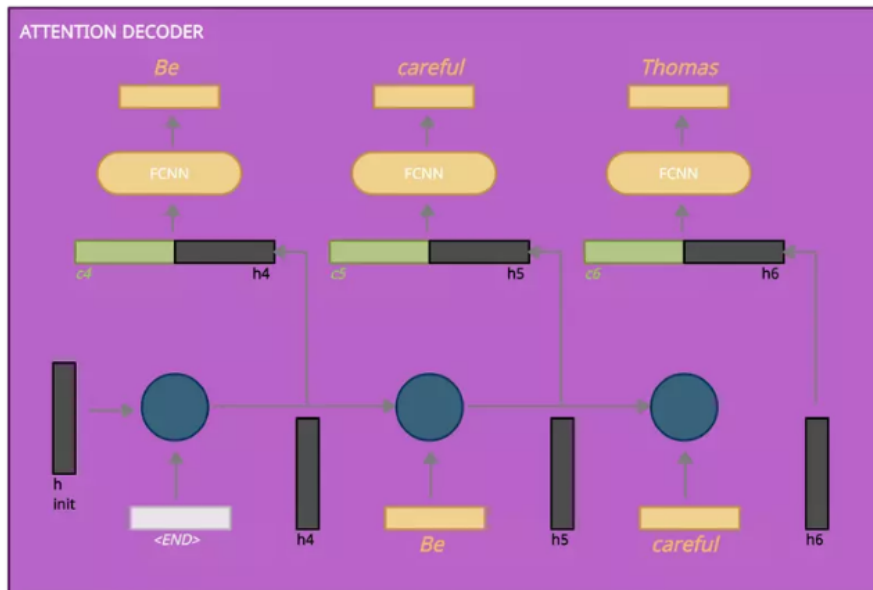 ATTENTION DECODER
Be careful Thomas
FCNN FCNN FCNN
c4 h4 c5 h5 c6 h6
h
init
<END> h4 Be h5 careful h6